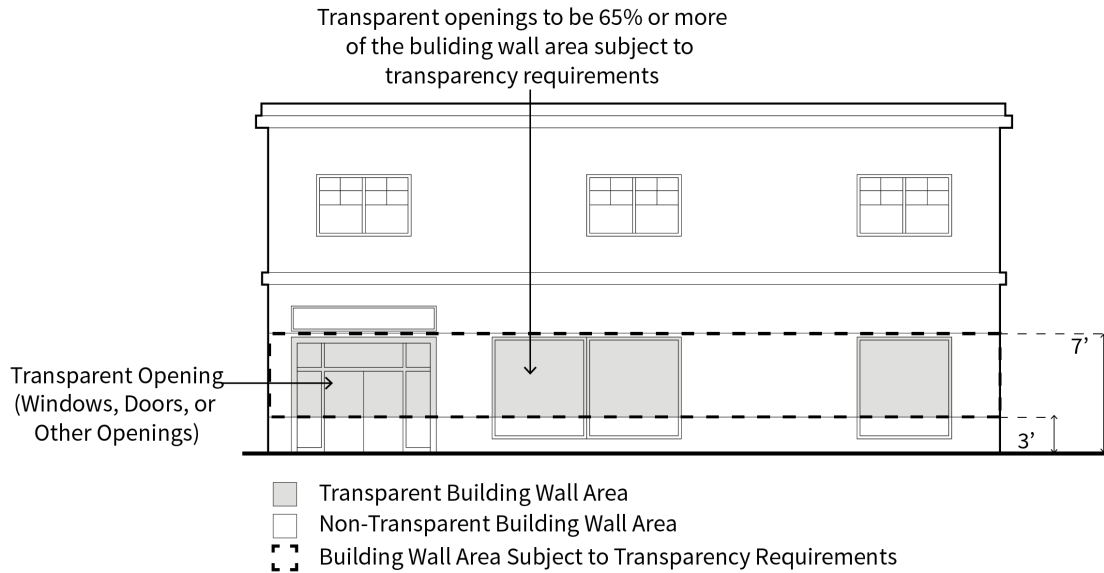 Transparent openings to be 65% or more
of the buliding wall area subject to
transparency requirements
7’
Transparent Opening
(Windows, Doors, or
Other Openings)
3’
Transparent Building Wall Area
Non-Transparent Building Wall Area
Building Wall Area Subject to Transparency Requirements